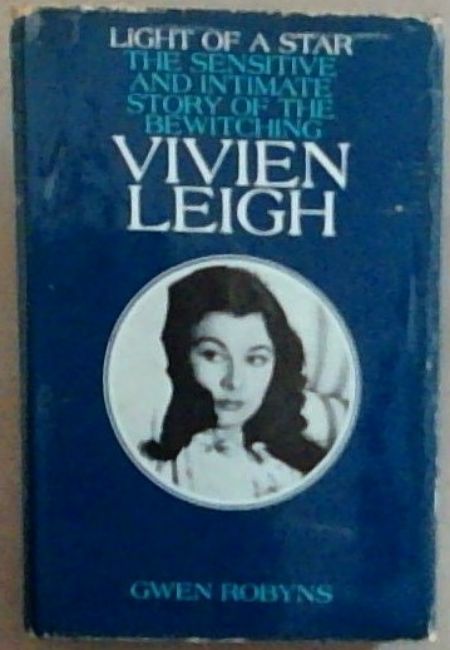 LIGHT OF A STAR
THE SENSITIVE
AND INTIMATE
STORY OF THE
BEWITCHING
VIVIEN
LEIGH
GWEN ROBYNS